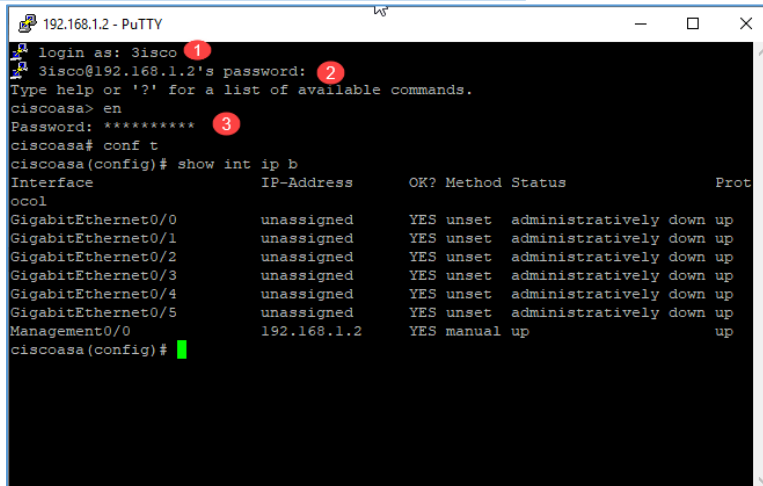 192.168.1.2 - PuTTY
login as: 3isco 1
3isco@192.168.1.2's password: 2
Type help or '?' for a list of available commands.
ciscoasa> en
Password: ********** 3
ciscoasa# conf t
ciscoasa(config)# show int ip b
Interface IP-Address OK? Method Status Prot
ocol
GigabitEthernet0/0 unassigned YES unset administratively down up
GigabitEthernet0/1 unassigned YES unset administratively down up
GigabitEthernet0/2 unassigned YES unset administratively down up
GigabitEthernet0/3 unassigned YES unset administratively down up
GigabitEthernet0/4 unassigned YES unset administratively down up
GigabitEthernet0/5 unassigned YES unset administratively down up
Management0/0 192.168.1.2 YES manual up up
ciscoasa(config)#